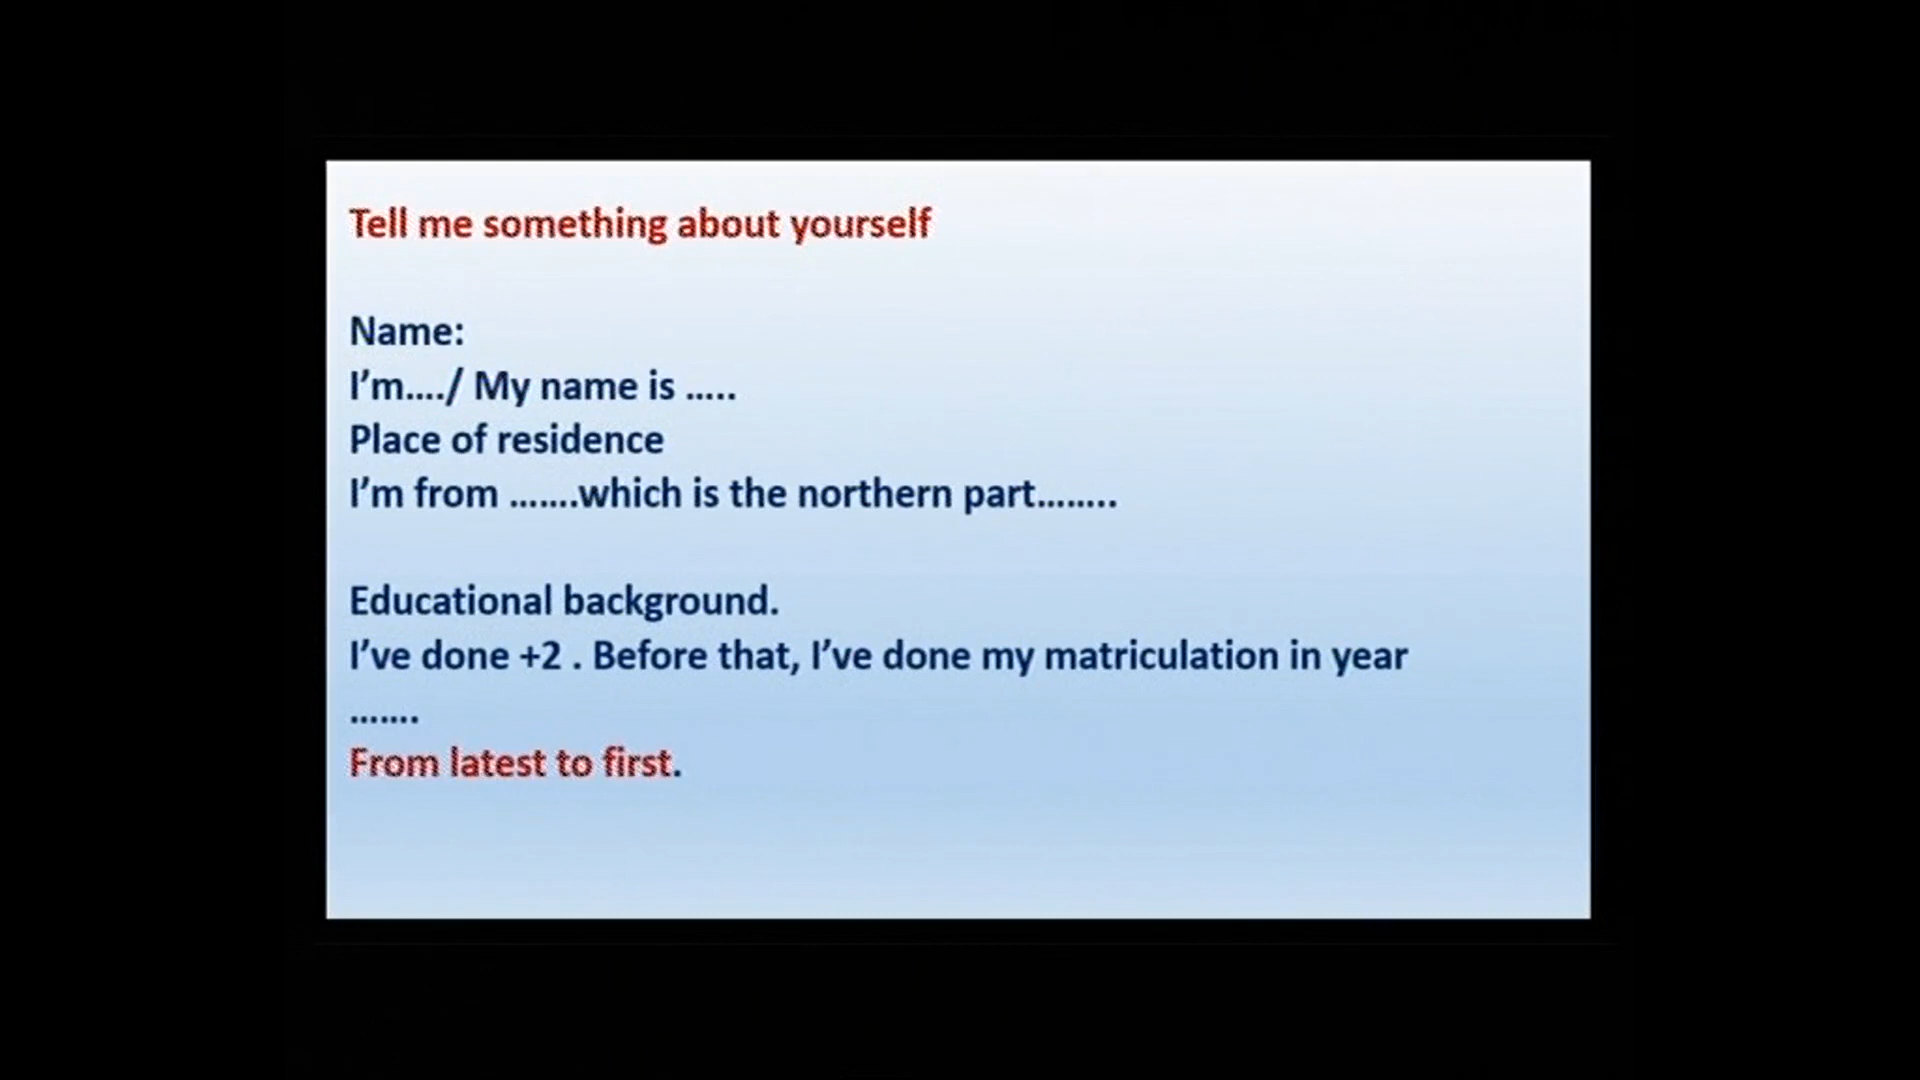 Tell me something about yourself
Name:
I’m..../ My name is .....
Place of residence
I’m from .......which is the northern part........
Educational background.
I’ve done +2 . Before that, I’ve done my matriculation in year
.......
From latest to first.